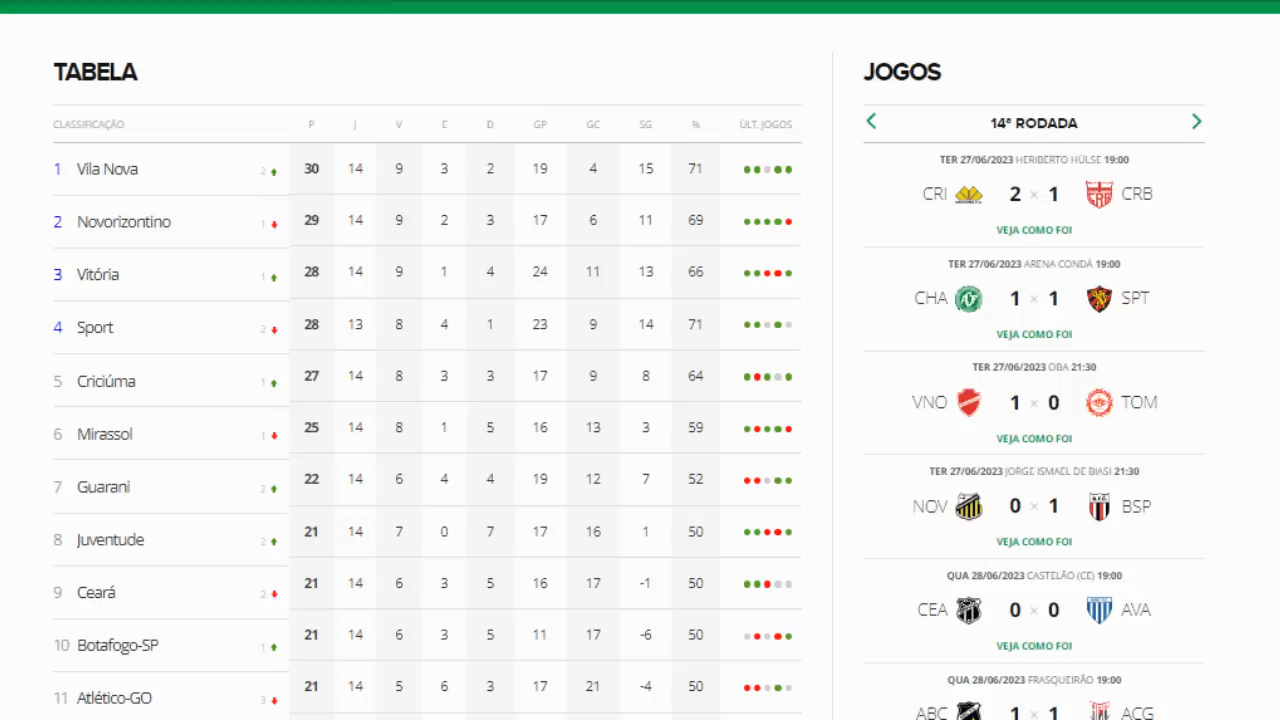 TABELA
CLASSIFICAÇÃO P J V E D GP GC SG % ÚLT. JOGOS
1 Vila Nova 2 30 14 9 3 2 19 4 15 71
2 Novorizontino 1 29 14 9 2 3 17 6 11 69
3 Vitória 1 28 14 9 1 4 24 11 13 66
4 Sport 2 28 13 8 4 1 23 9 14 71
5 Criciúma 1 27 14 8 3 3 17 9 8 64
6 Mirassol 1 25 14 8 1 5 16 13 3 59
7 Guarani 2 22 14 6 4 4 19 12 7 52
8 Juventude 2 21 14 7 0 7 17 16 1 50
9 Ceará 2 21 14 6 3 5 16 17 -1 50
10 Botafogo-SP 1 21 14 6 3 5 11 17 -6 50
11 Atlético-GO 3 21 14 5 6 3 17 21 -4 50
JOGOS
14ª RODADA
TER 27/06/2023 HERIBERTO HÜLSE 19:00
CRI 2 × 1 CRB
VEJA COMO FOI
TER 27/06/2023 ARENA CONDÁ 19:00
CHA 1 × 1 SPT
VEJA COMO FOI
TER 27/06/2023 OBA 21:30
VNO 1 × 0 TOM
VEJA COMO FOI
TER 27/06/2023 JORGE ISMAEL DE BIASI 21:30
NOV 0 × 1 BSP
VEJA COMO FOI
QUA 28/06/2023 CASTELÃO (CE) 19:00
CEA 0 × 0 AVA
VEJA COMO FOI
QUA 28/06/2023 FRASQUEIRÃO 19:00
ABC 1 × 1 ACG